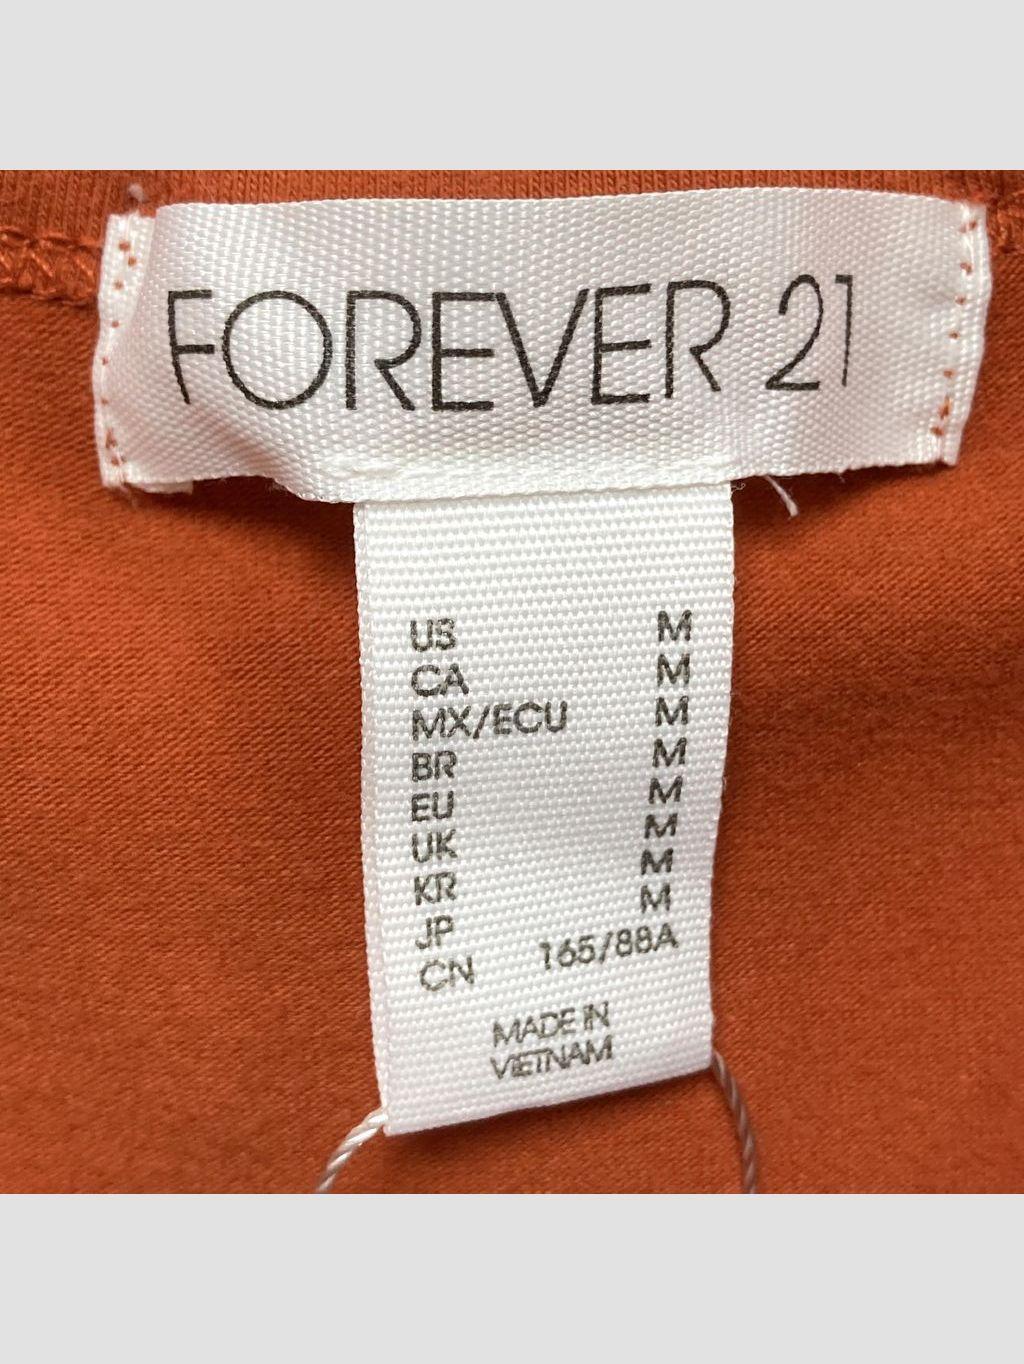 FOREVER 21
US M
CA M
MX/ECU M
BR M
EU M
UK M
KR M
JP M
CN 165/88A
MADE IN
VIETNAM